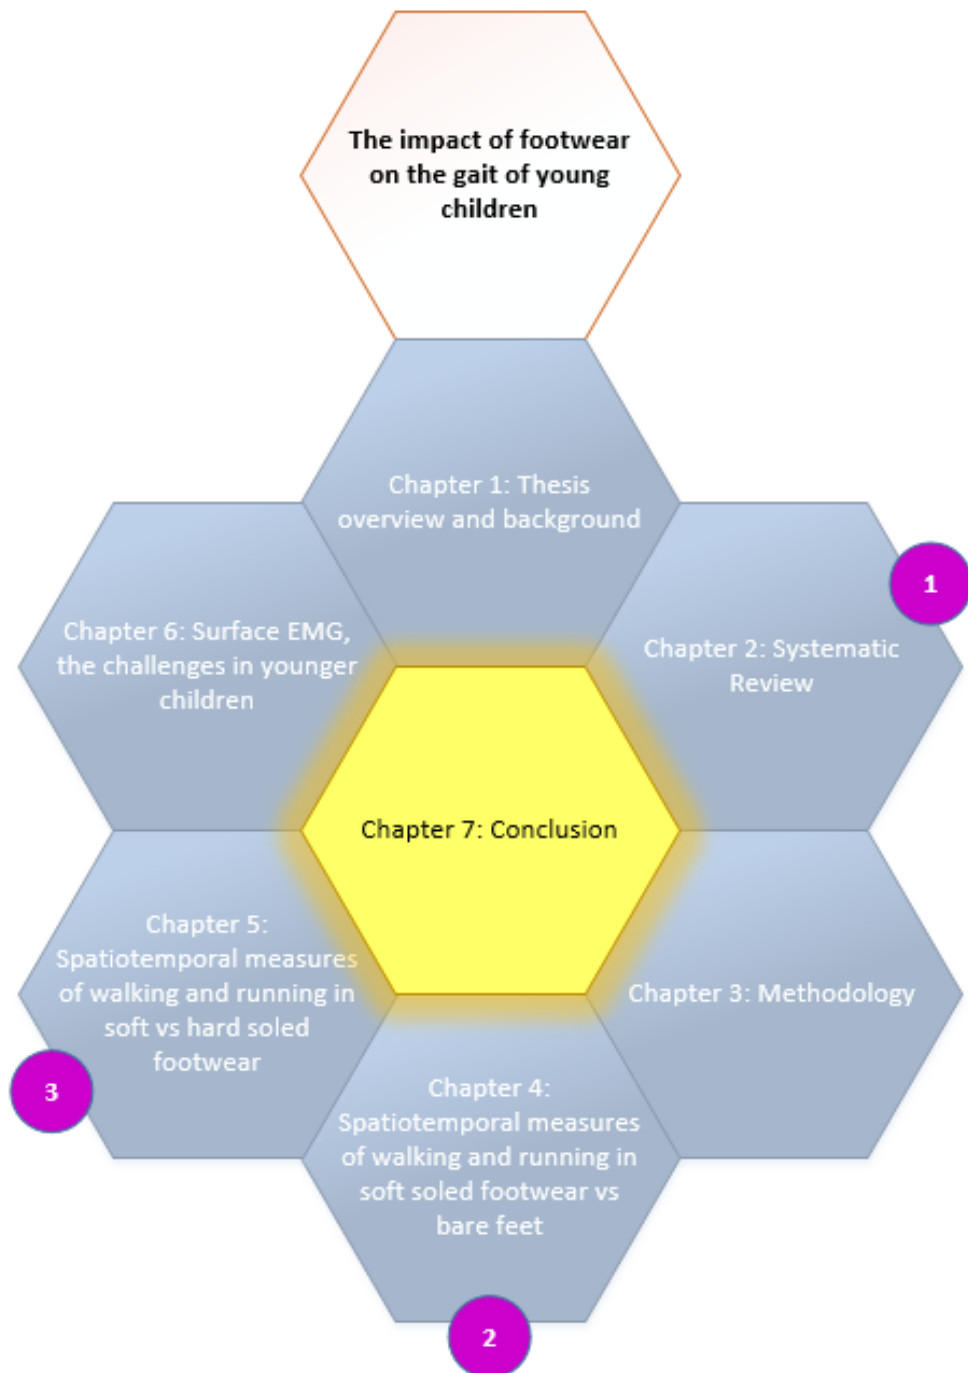 The impact of footwear
on the gait of young
children
Chapter 1: Thesis
overview and background
1
Chapter 2: Systematic
Review
Chapter 6: Surface EMG,
the challenges in younger
children
Chapter 7: Conclusion
Chapter 3: Methodology
Chapter 5:
Spatiotemporal measures
of walking and running in
soft vs hard soled
footwear
3
Chapter 4:
Spatiotemporal measures
of walking and running in
soft soled footwear vs
bare feet
2